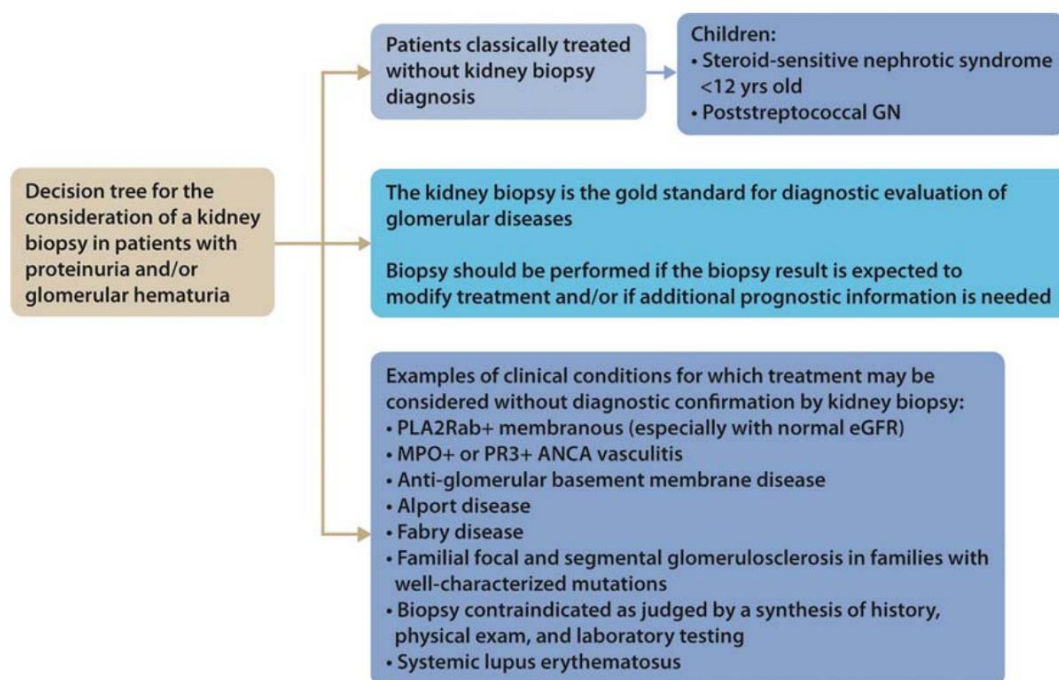 Patients classically treated
without kidney biopsy
diagnosis
Children:
• Steroid-sensitive nephrotic syndrome
<12 yrs old
• Poststreptococcal GN
Decision tree for the
consideration of a kidney
biopsy in patients with
proteinuria and/or
glomerular hematuria
The kidney biopsy is the gold standard for diagnostic evaluation of
glomerular diseases
Biopsy should be performed if the biopsy result is expected to
modify treatment and/or if additional prognostic information is needed
Examples of clinical conditions for which treatment may be
considered without diagnostic confirmation by kidney biopsy:
• PLA2Rab+ membranous (especially with normal eGFR)
• MPO+ or PR3+ ANCA vasculitis
• Anti-glomerular basement membrane disease
• Alport disease
• Fabry disease
• Familial focal and segmental glomerulosclerosis in families with
well-characterized mutations
• Biopsy contraindicated as judged by a synthesis of history,
physical exam, and laboratory testing
• Systemic lupus erythematosus